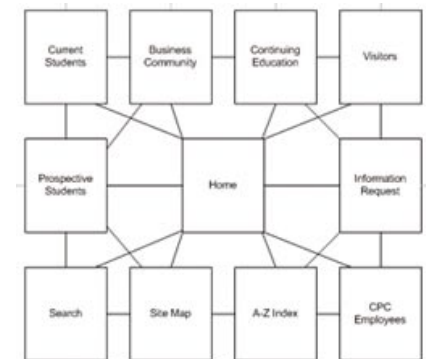 Current
Students
Business
Community
Continuing
Education
Visitors
Prospective
Students
Home
Information
Request
Search
Site Map
A-Z Index
CPC
Employees